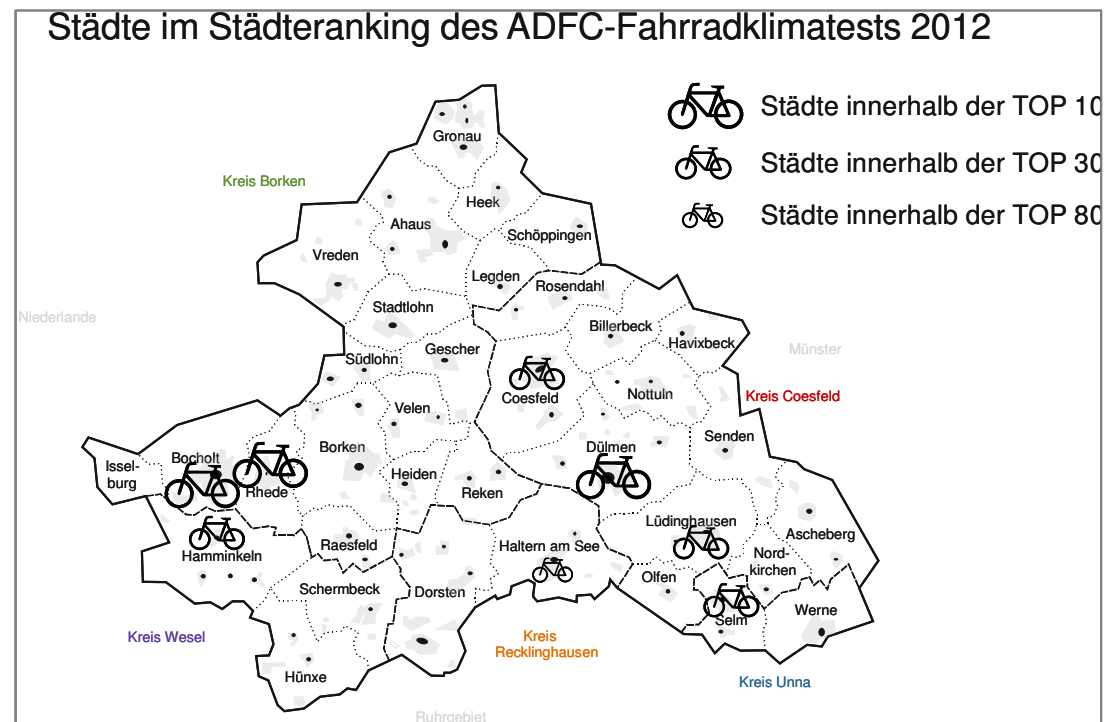 Städte im Städteranking des ADFC-Fahrradklimatests 2012
Städte innerhalb der TOP 10
Städte innerhalb der TOP 30
Städte innerhalb der TOP 80
Gronau
Kreis Borken
Heek
Ahaus
Schöppingen
Vreden
Legden
Rosendahl
Stadtlohn
Niederlande
Billerbeck
Havixbeck
Münster
Gescher
Südlohn
Nottuln
Coesfeld
Kreis Coesfeld
Velen
Senden
Borken
Dülmen
Bocholt
Issel-
burg
Heiden
Rhede
Reken
Lüdinghausen
Ascheberg
Raesfeld
Haltern am See
Hamminkeln
Nord-
kirchen
Olfen
Schermbeck
Dorsten
Werne
Selm
Kreis Wesel
Kreis
Recklinghausen
Hünxe
Kreis Unna
Ruhrgebiet